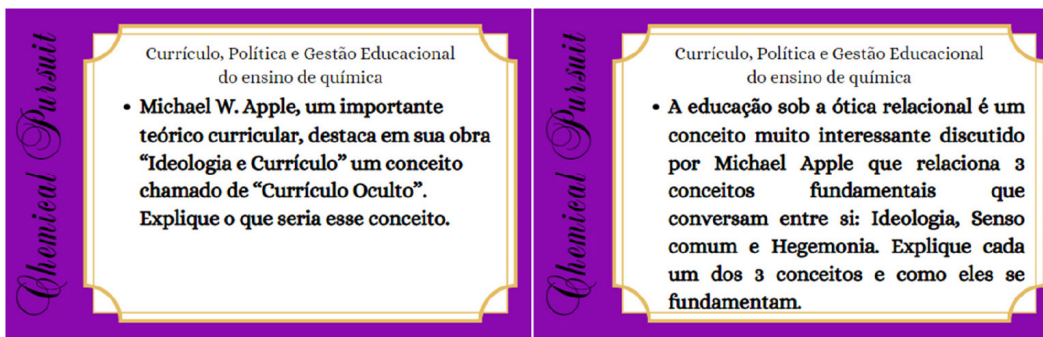 Chemical Pursuit
Currículo, Política e Gestão Educacional
do ensino de química
• Michael W. Apple, um importante
teórico curricular, destaca em sua obra
“Ideologia e Currículo” um conceito
chamado de “Currículo Oculto”.
Explique o que seria esse conceito.
Chemical Pursuit
Currículo, Política e Gestão Educacional
do ensino de química
• A educação sob a ótica relacional é um
conceito muito interessante discutido
por Michael Apple que relaciona 3
conceitos fundamentais que
conversam entre si: Ideologia, Senso
comum e Hegemonia. Explique cada
um dos 3 conceitos e como eles se
fundamentam.